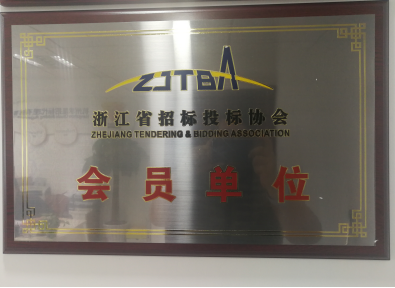 ZJTBA
浙江省招标投标协会
ZHEJIANG TENDERING & BIDDING ASSOCIATION
会员单位